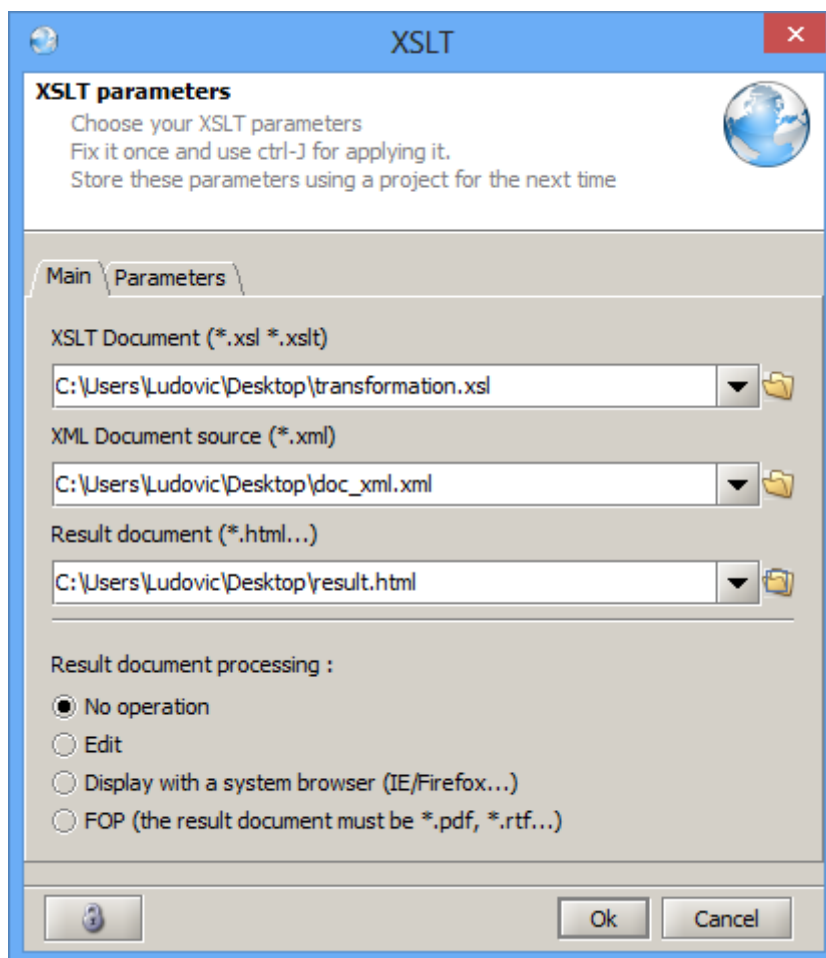 XSLT
XSLT parameters
Choose your XSLT parameters
Fix it once and use ctrl-J for applying it.
Store these parameters using a project for the next time
Main Parameters
XSLT Document (*.xsl *.xslt)
C:\Users\Ludovic\Desktop\transformation.xsl
XML Document source (*.xml)
C:\Users\Ludovic\Desktop\doc_xml.xml
Result document (*.html...)
C:\Users\Ludovic\Desktop\result.html
Result document processing :
No operation
Edit
Display with a system browser (IE/Firefox...)
FOP (the result document must be *.pdf, *.rtf...)
Ok Cancel